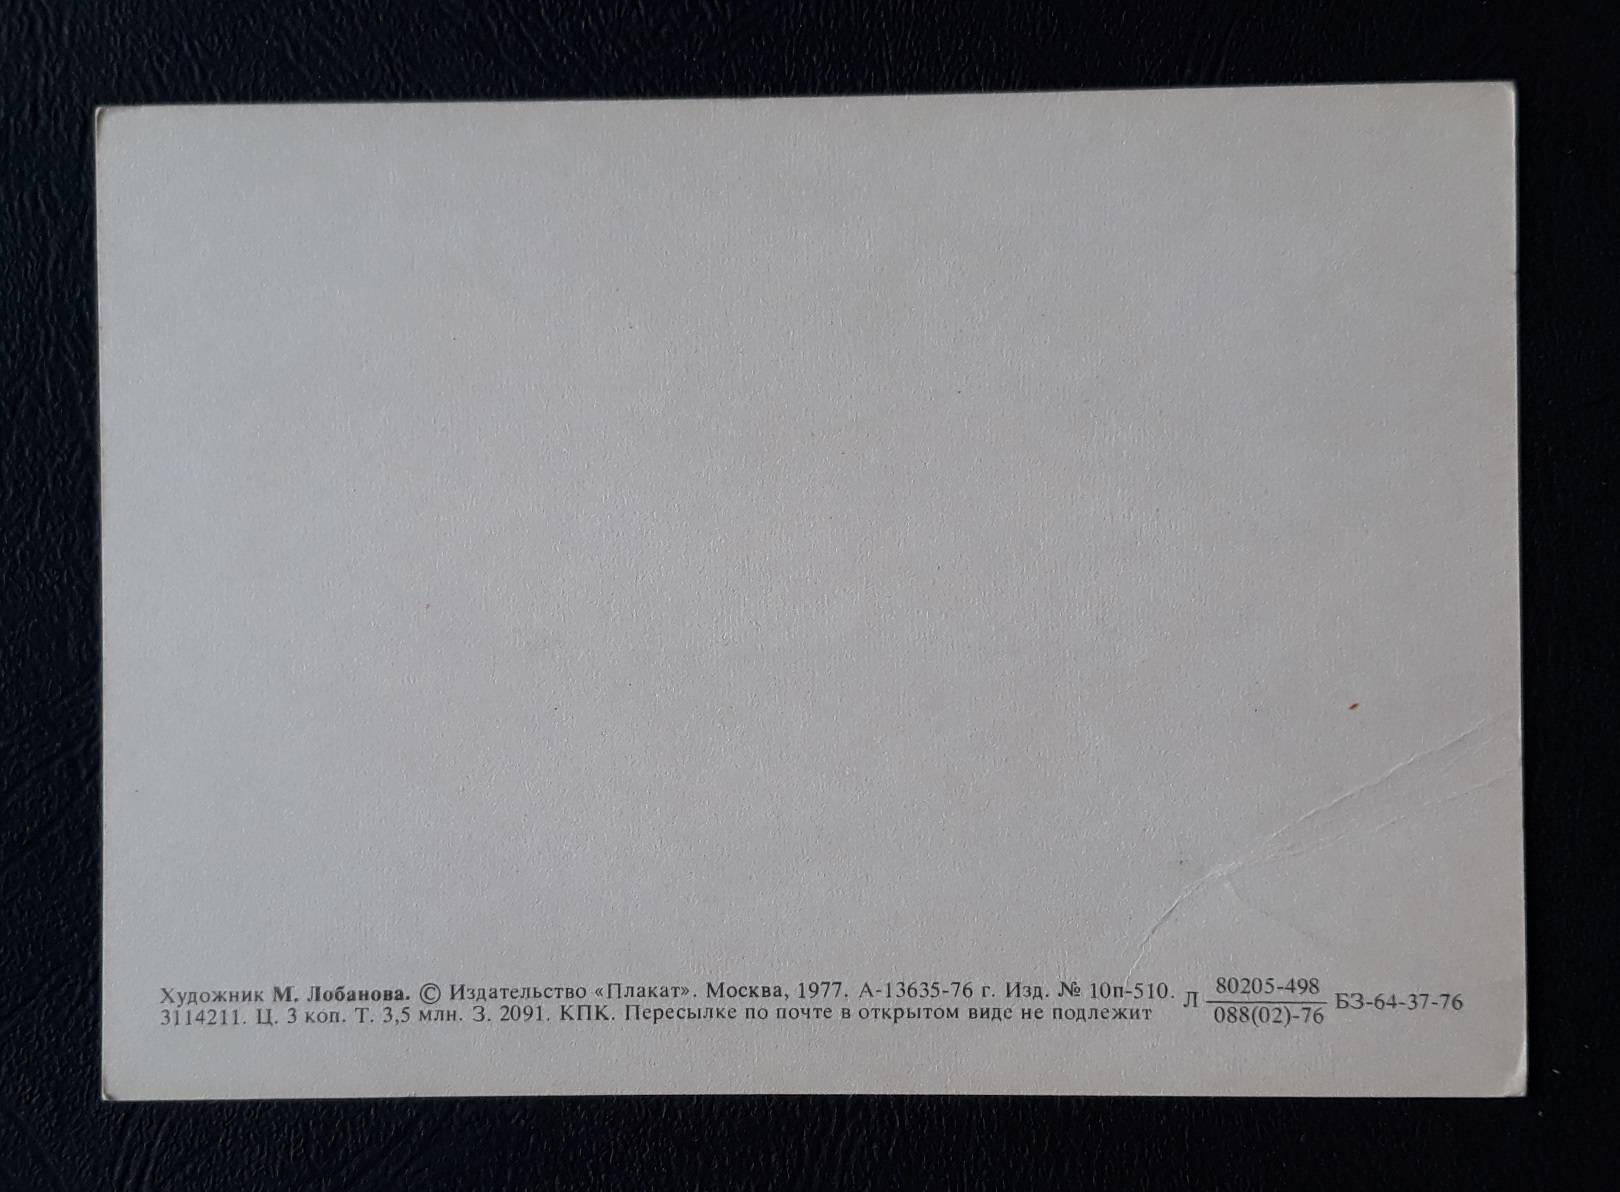 Художник М. Лобанова. © Издательство «Плакат». Москва, 1977. А-13635-76 г. Изд. № 10п-510. Л 80205-498 БЗ-64-37-76
3114211. Ц. 3 коп. Т. 3,5 млн. З. 2091. КПК. Пересылке по почте в открытом виде не подлежит 088(02)-76